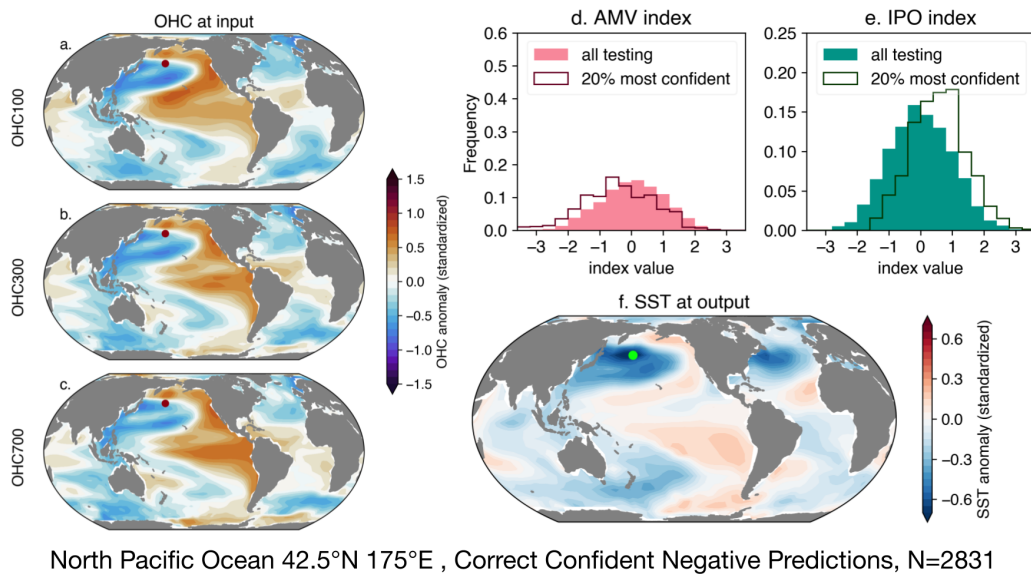 OHC at input
a.
OHC100
b.
OHC300
c.
OHC700
1.5
1.0
0.5
0.0
−0.5
−1.0
−1.5
OHC anomaly (standardized)
d. AMV index
all testing
20% most confident
Frequency
0.6
0.5
0.4
0.3
0.2
0.1
0.0
−3 −2 −1 0 1 2 3
index value
e. IPO index
all testing
20% most confident
0.25
0.20
0.15
0.10
0.05
0.00
−3 −2 −1 0 1 2 3
index value
f. SST at output
0.6
0.3
0.0
−0.3
−0.6
SST anomaly (standardized)
North Pacific Ocean 42.5°N 175°E , Correct Confident Negative Predictions, N=2831